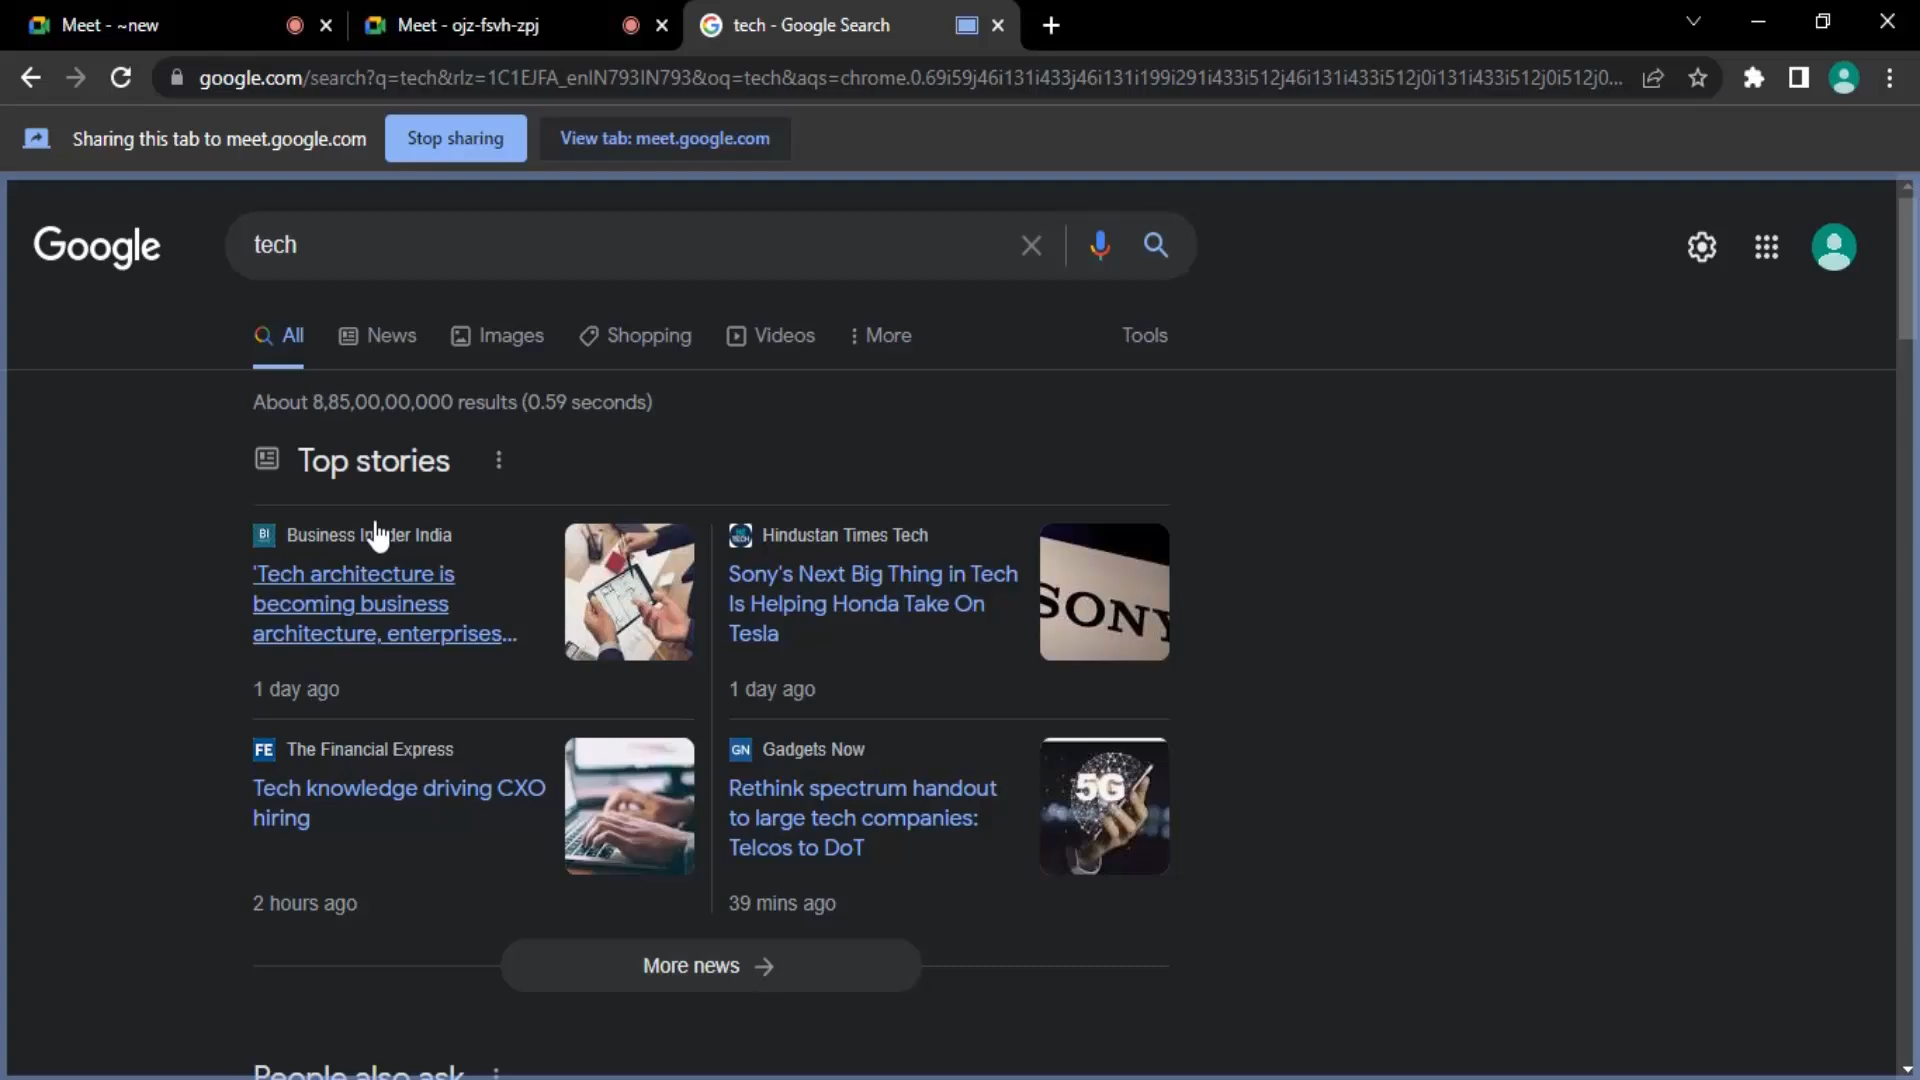 Meet - ~new
Meet - ojz-fsvh-zpj
tech - Google Search
google.com/search?q=tech&rlz=1C1EJFA_enIN793IN793&oq=tech&aqs=chrome.0.69i59j46i131i433j46i131i199i291i433i512j46i131i433i512j0i131i433i512j0i512j0...
Sharing this tab to meet.google.com
Stop sharing
View tab: meet.google.com
Google
tech
All
News
Images
Shopping
Videos
More
Tools
About 8,85,00,00,000 results (0.59 seconds)
Top stories
BI Business India
'Tech architecture is
becoming business
architecture, enterprises...
1 day ago
Hindustan Times Tech
Sony's Next Big Thing in Tech
Is Helping Honda Take On
Tesla
SONY
1 day ago
FE The Financial Express
Tech knowledge driving CXO
hiring
2 hours ago
GN Gadgets Now
Rethink spectrum handout
to large tech companies:
Telcos to DoT
5G
39 mins ago
More news
People also ask